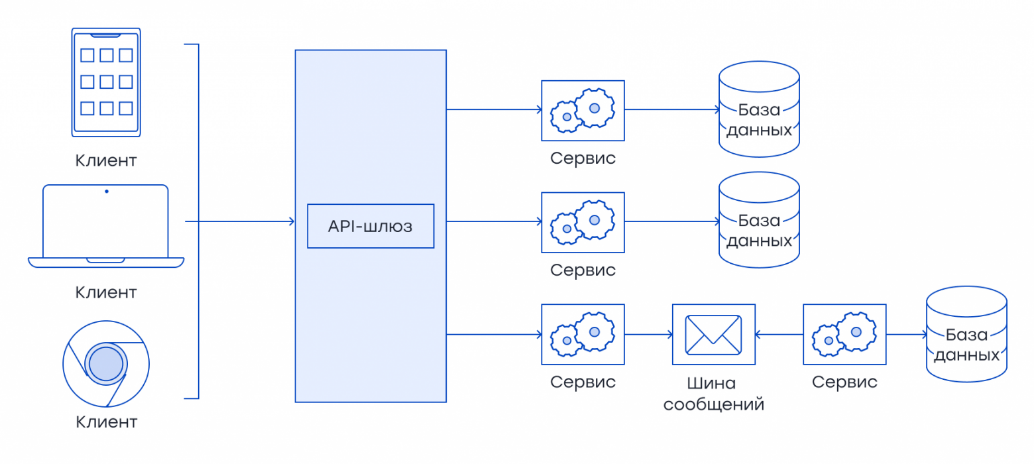 Клиент
Клиент
Клиент
API-шлюз
Сервис
База
данных
Сервис
База
данных
Сервис
Шина
сообщений
Сервис
База
данных